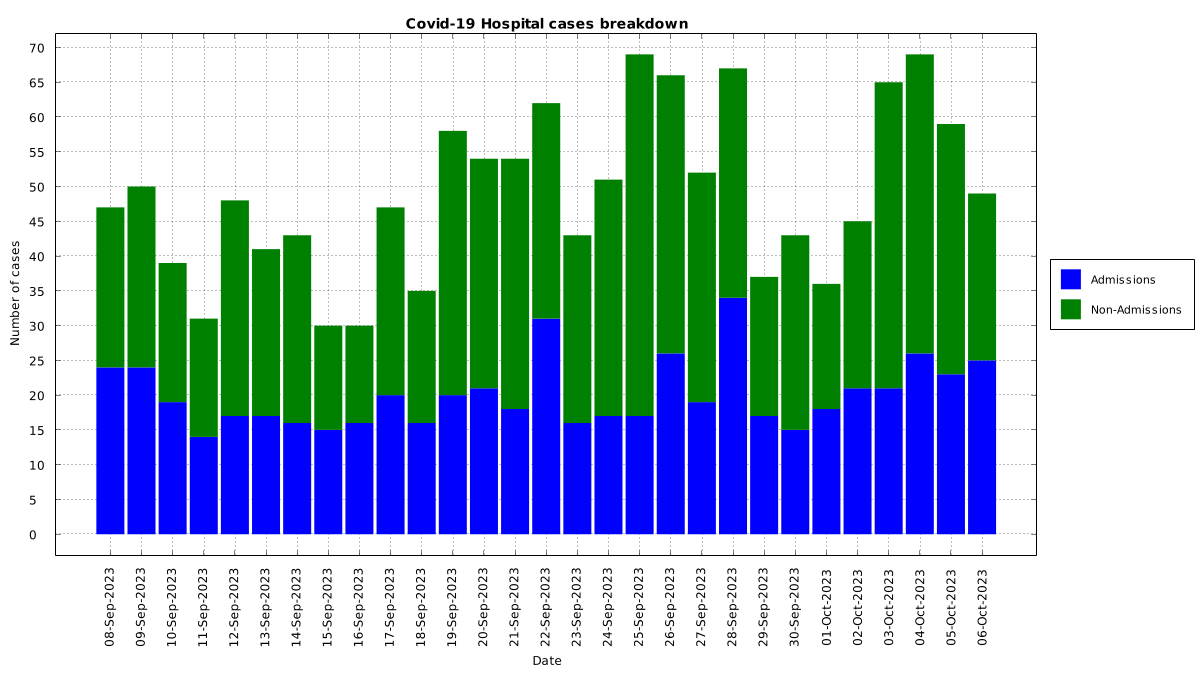 Covid-19 Hospital cases breakdown
70
65
60
55
50
45
40
35
30
25
20
15
10
5
0
Number of cases
08-Sep-2023
09-Sep-2023
10-Sep-2023
11-Sep-2023
12-Sep-2023
13-Sep-2023
14-Sep-2023
15-Sep-2023
16-Sep-2023
17-Sep-2023
18-Sep-2023
19-Sep-2023
20-Sep-2023
21-Sep-2023
22-Sep-2023
23-Sep-2023
24-Sep-2023
25-Sep-2023
26-Sep-2023
27-Sep-2023
28-Sep-2023
29-Sep-2023
30-Sep-2023
01-Oct-2023
02-Oct-2023
03-Oct-2023
04-Oct-2023
05-Oct-2023
06-Oct-2023
Date
Admissions
Non-Admissions